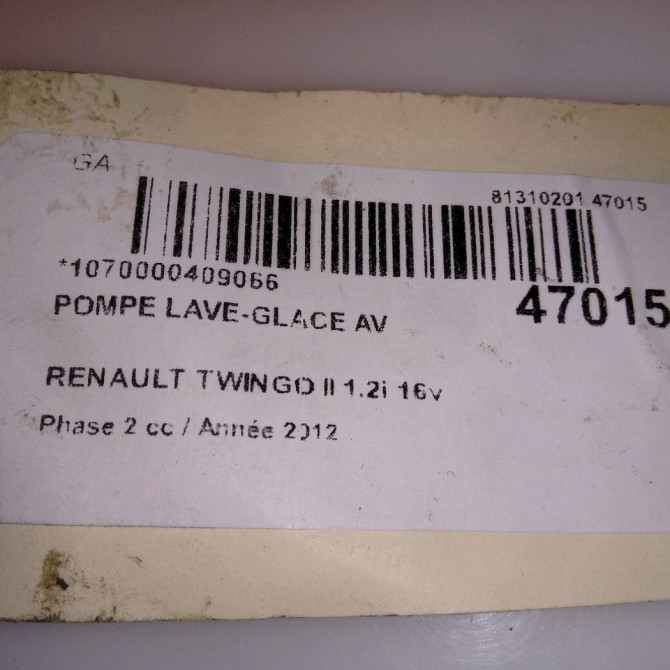 GA
81310201 47015
*1070000409066
47015
POMPE LAVE-GLACE AV
RENAULT TWINGO II 1.2i 16v
Phase 2 cc / Année 2012